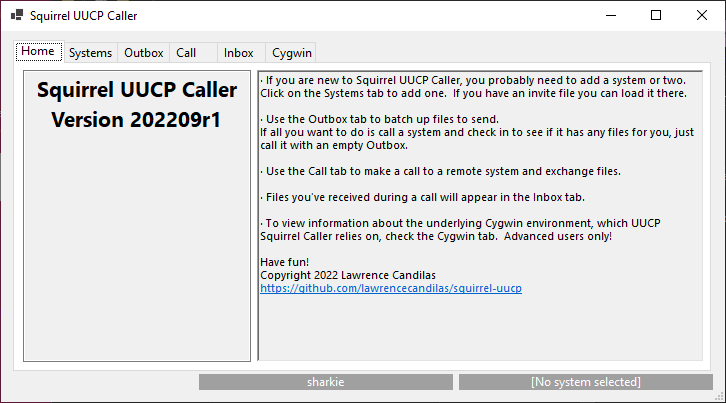 Squirrel UUCP Caller
Home Systems Outbox Call Inbox Cygwin
Squirrel UUCP Caller
Version 202209r1
· If you are new to Squirrel UUCP Caller, you probably need to add a system or two.
Click on the Systems tab to add one.  If you have an invite file you can load it there.
· Use the Outbox tab to batch up files to send.
If all you want to do is call a system and check in to see if it has any files for you, just
call it with an empty Outbox.
· Use the Call tab to make a call to a remote system and exchange files.
· Files you've received during a call will appear in the Inbox tab.
· To view information about the underlying Cygwin environment, which UUCP
Squirrel Caller relies on, check the Cygwin tab.  Advanced users only!
Have fun!
Copyright 2022 Lawrence Candilas
https://github.com/lawrencecandilas/squirrel-uucp
sharkie
[No system selected]